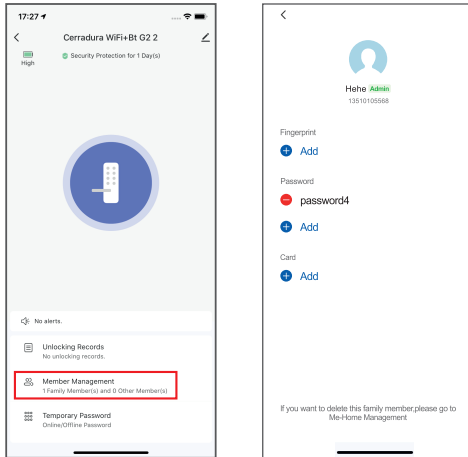 17:27
Cerradura WiFi+Bt G2 2
High
Security Protection for 1 Day(s)
No alerts.
Unlocking Records
No unlocking records.
Member Management
1 Family Member(s) and 0 Other Member(s)
Temporary Password
Online/Offline Password
Hehe Admin
13510105568
Fingerprint
Add
Password
password4
Add
Card
Add
If you want to delete this family member,please go to
Me-Home Management